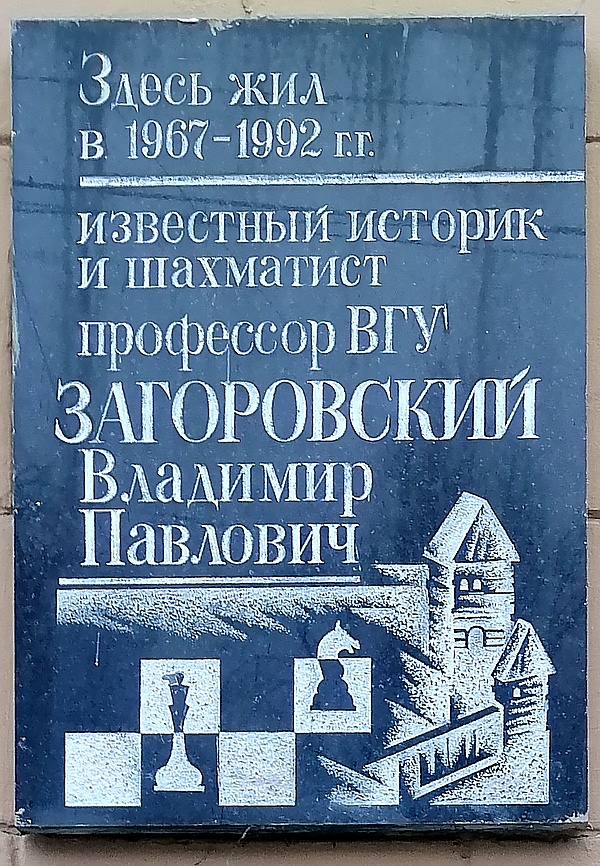 Здесь жил
в 1967-1992 г.г.
известный историк
и шахматист
профессор ВГУ
ЗАГОРОВСКИЙ
Владимир
Павлович